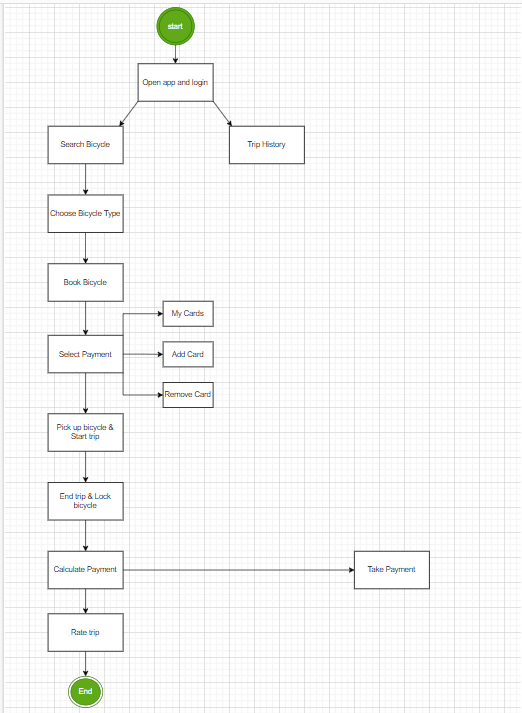 start
Open app and login
Search Bicycle
Trip History
Choose Bicycle Type
Book Bicycle
My Cards
Select Payment
Add Card
Remove Card
Pick up bicycle &
Start trip
End trip & Lock
bicycle
Calculate Payment
Take Payment
Rate trip
End